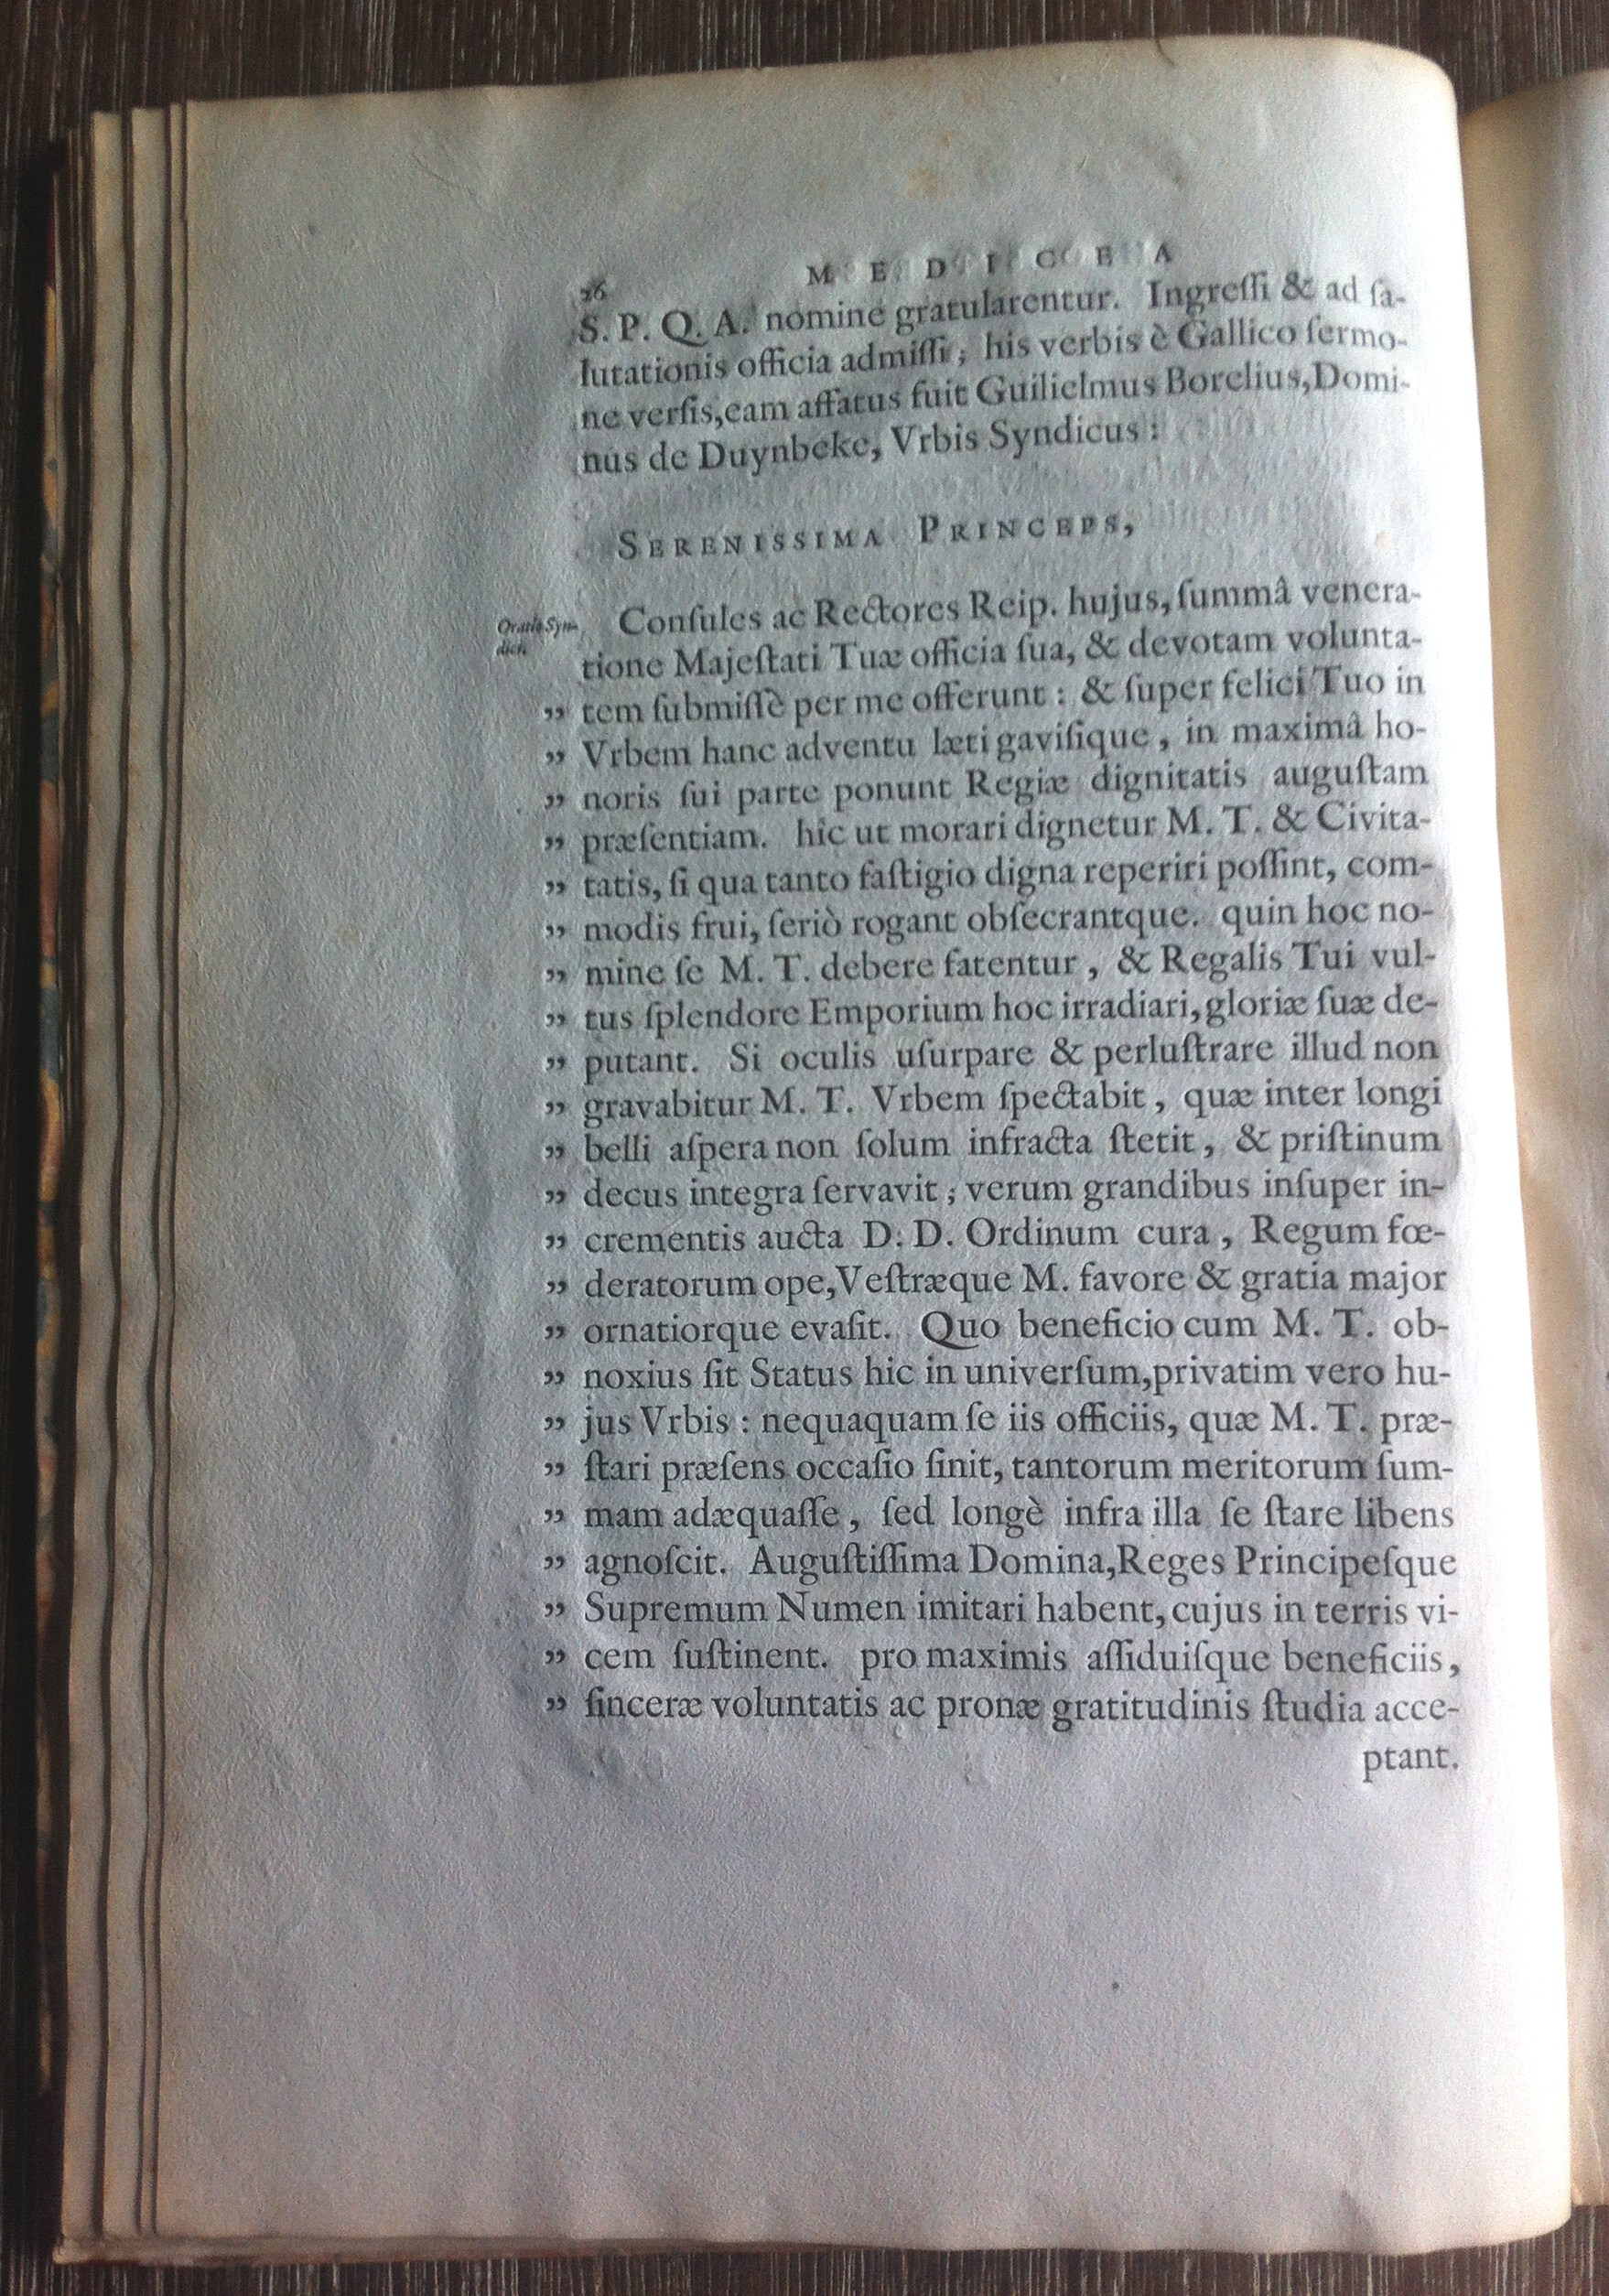 26 MEDICEA
S. P. Q. A. nomine gratularentur. Ingreſſi & ad ſa-
lutationis officia admiſſi; his verbis è Gallico ſermo-
ne verſis, eam affatus fuit Guilielmus Borelius, Domi-
nus de Duynbeke, Vrbis Syndicus:
SERENISSIMA PRINCEPS,
Oratio Syn-
dici.
Conſules ac Rectores Reip. hujus, ſummâ venera-
tione Majeſtati Tuæ officia ſua, & devotam volunta-
„ tem ſubmiſſè per me offerunt: & ſuper felici Tuo in
„ Vrbem hanc adventu læti gaviſique, in maximâ ho-
„ noris ſui parte ponunt Regiæ dignitatis auguſtam
„ præſentiam. hîc ut morari dignetur M. T. & Civita-
„ tatis, ſi qua tanto faſtigio digna reperiri poſſint, com-
„ modis frui, ſeriò rogant obſecrantque. quin hoc no-
„ mine ſe M. T. debere fatentur, & Regalis Tui vul-
„ tus ſplendore Emporium hoc irradiari, gloriæ ſuæ de-
„ putant. Si oculis uſurpare & perluſtrare illud non
„ gravabitur M. T. Vrbem ſpectabit, quæ inter longi
„ belli aſpera non ſolum infracta ſtetit, & priſtinum
„ decus integra ſervavit; verum grandibus inſuper in-
„ crementis aucta D. D. Ordinum cura, Regum fœ-
„ deratorum ope, Veſtræque M. favore & gratia major
„ ornatiorque evaſit. Quo beneficio cum M. T. ob-
„ noxius ſit Status hic in univerſum, privatim vero hu-
„ jus Vrbis: nequaquam ſe iis officiis, quæ M. T. præ-
„ ſtari præſens occaſio ſinit, tantorum meritorum ſum-
„ mam adæquaſſe, ſed longè infra illa ſe ſtare libens
„ agnoſcit. Auguſtiſſima Domina, Reges Principeſque
„ Supremum Numen imitari habent, cujus in terris vi-
„ cem ſuſtinent. pro maximis aſſiduiſque beneficiis,
„ ſinceræ voluntatis ac pronæ gratitudinis ſtudia acce-
ptant.